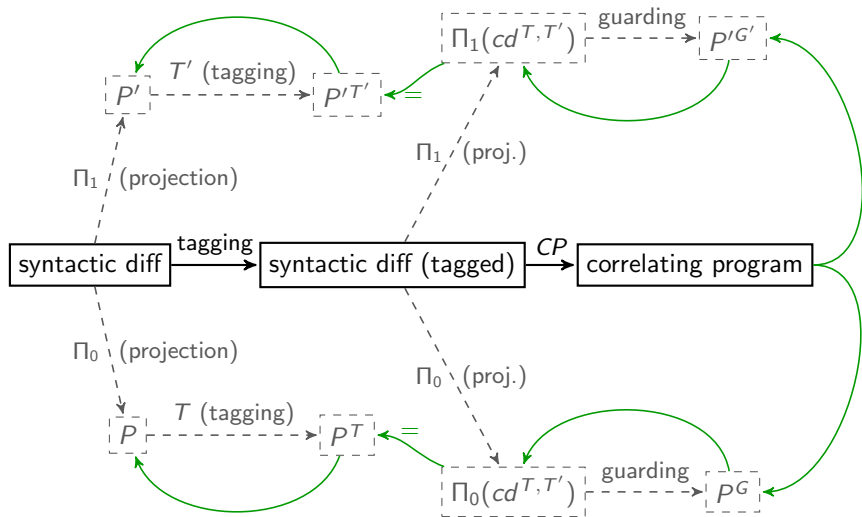 Π₁(cd^{T,T′}) guarding P′^{G′}
P′ T′ (tagging) P′^{T′} =
Π₁ (proj.)
Π₁ (projection)
syntactic diff tagging syntactic diff (tagged) CP correlating program
Π₀ (projection)
Π₀ (proj.)
P T (tagging) P^T =
Π₀(cd^{T,T′}) guarding P^G